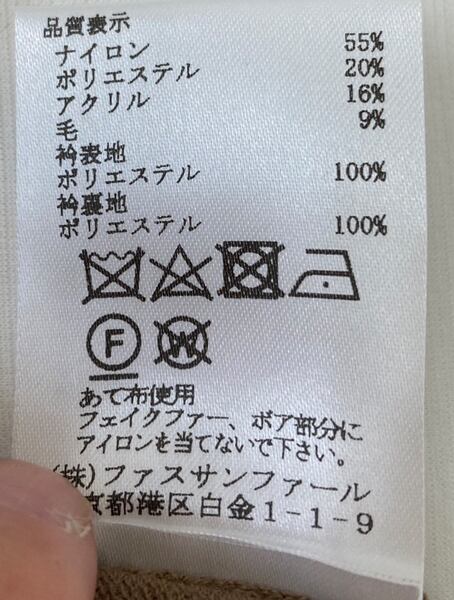 品質表示
ナイロン 55%
ポリエステル 20%
アクリル 16%
毛 9%
衿表地
ポリエステル 100%
衿裏地
ポリエステル 100%
F W
あて布使用
フェイクファー、ボア部分に
アイロンを当てないで下さい。
(株)ファスサンファール
京都港区白金1-1-9